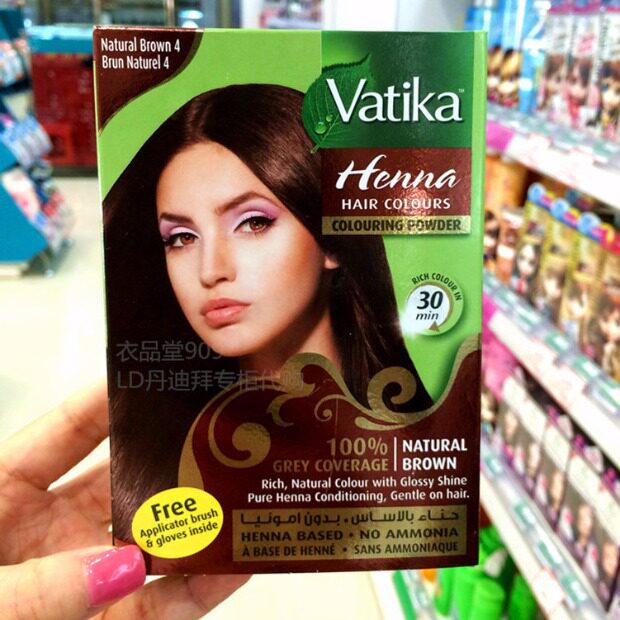 Natural Brown 4
Brun Naturel 4
Vatika™
Henna
HAIR COLOURS
COLOURING POWDER
RICH COLOUR IN
30
min
衣品堂909
LD丹迪拜专柜代购
100%
GREY COVERAGE
NATURAL
BROWN
Rich, Natural Colour with Glossy Shine
Pure Henna Conditioning, Gentle on hair.
Free
Applicator brush
& gloves inside
حناء بالاساس • بدون امونيا
HENNA BASED • NO AMMONIA
À BASE DE HENNÉ • SANS AMMONIAQUE